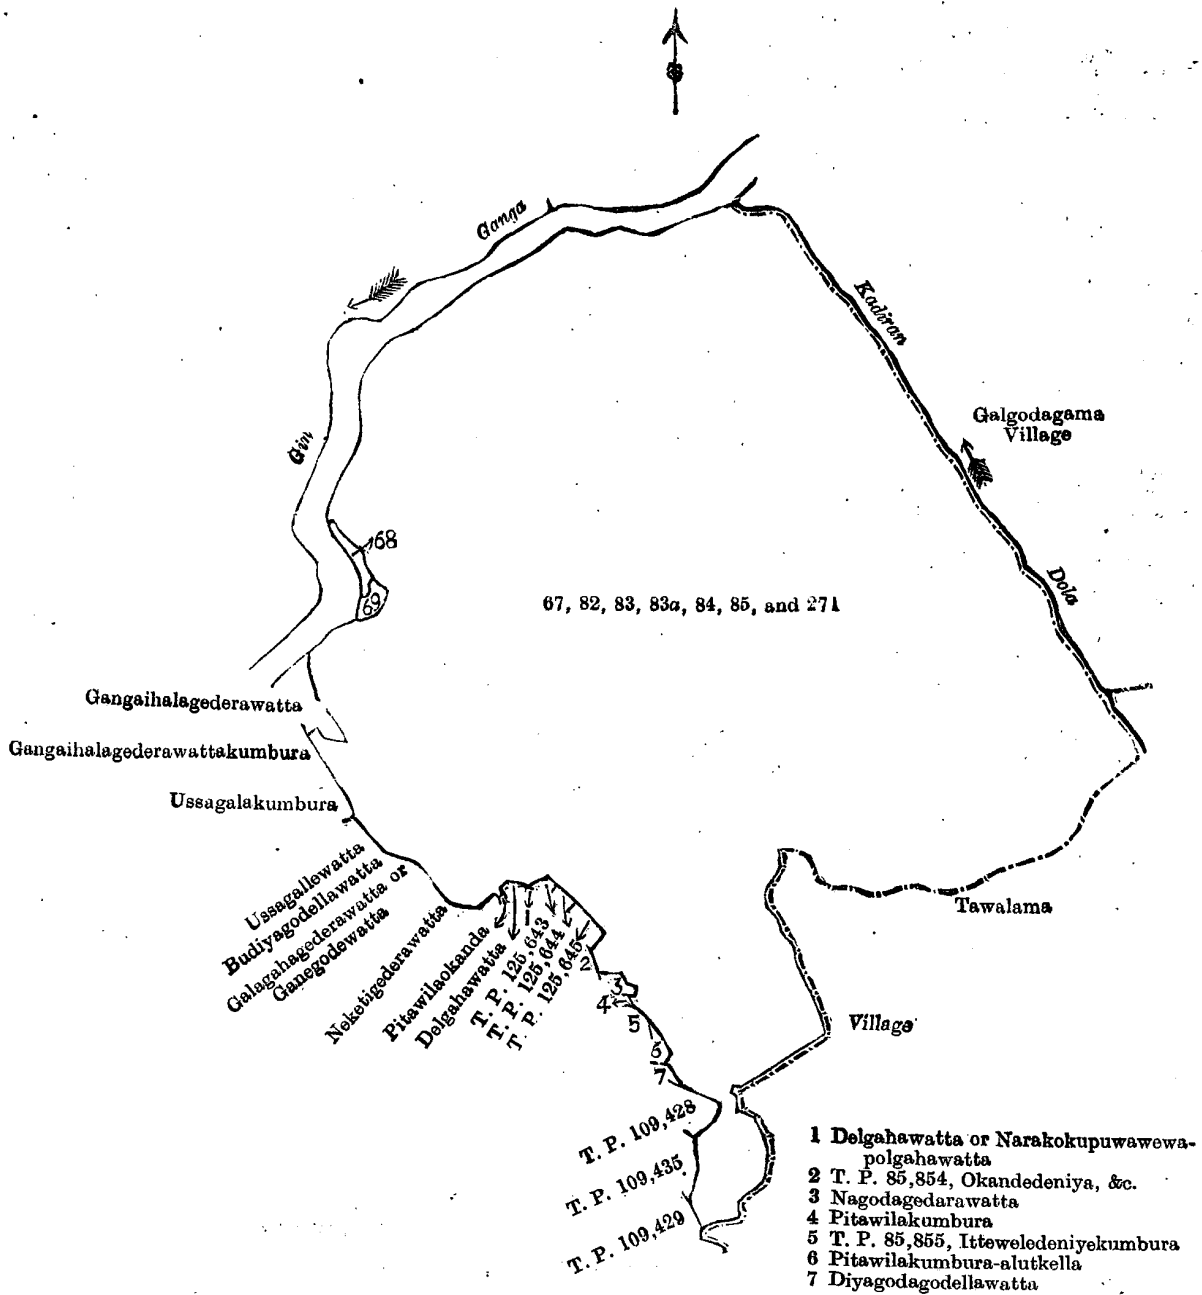 Ganga
Gin
Kadiran
Dola
Galgodagama
Village
68
69
67, 82, 83, 83a, 84, 85, and 271
Gangaihalagederawatta
Gangaihalagederawattakumbura
Ussagalakumbura
Ussagallewatta
Budiyagodellawatta
Galagahagederawatta or
Ganegodewatta
Neketigederawatta
Pitawilaokanda
Delgahawatta
T. P. 125,643
T. P. 125,644
T. P. 125,645
1
2
3
4
5
6
7
T. P. 109,428
T. P. 109,435
T. P. 109,429
Tawalama
Village
1 Delgahawatta or Narakokupuwawewa-
polgahawatta
2 T. P. 85,854, Okandedeniya, &c.
3 Nagodagedarawatta
4 Pitawilakumbura
5 T. P. 85,855, Itteweledeniyekumbura
6 Pitawilakumbura-alutkella
7 Diyagodagodellawatta